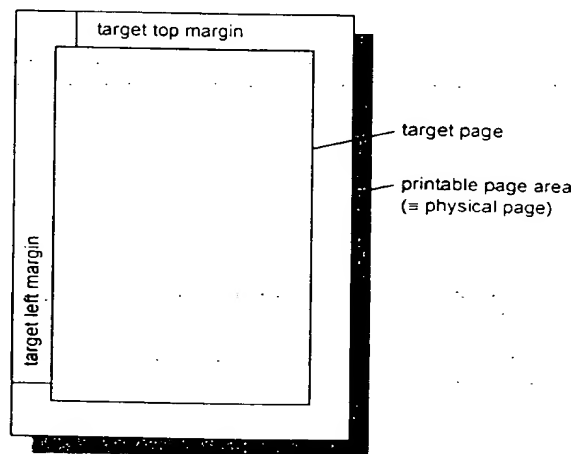 target top margin
target page
printable page area
(≡ physical page)
target left margin